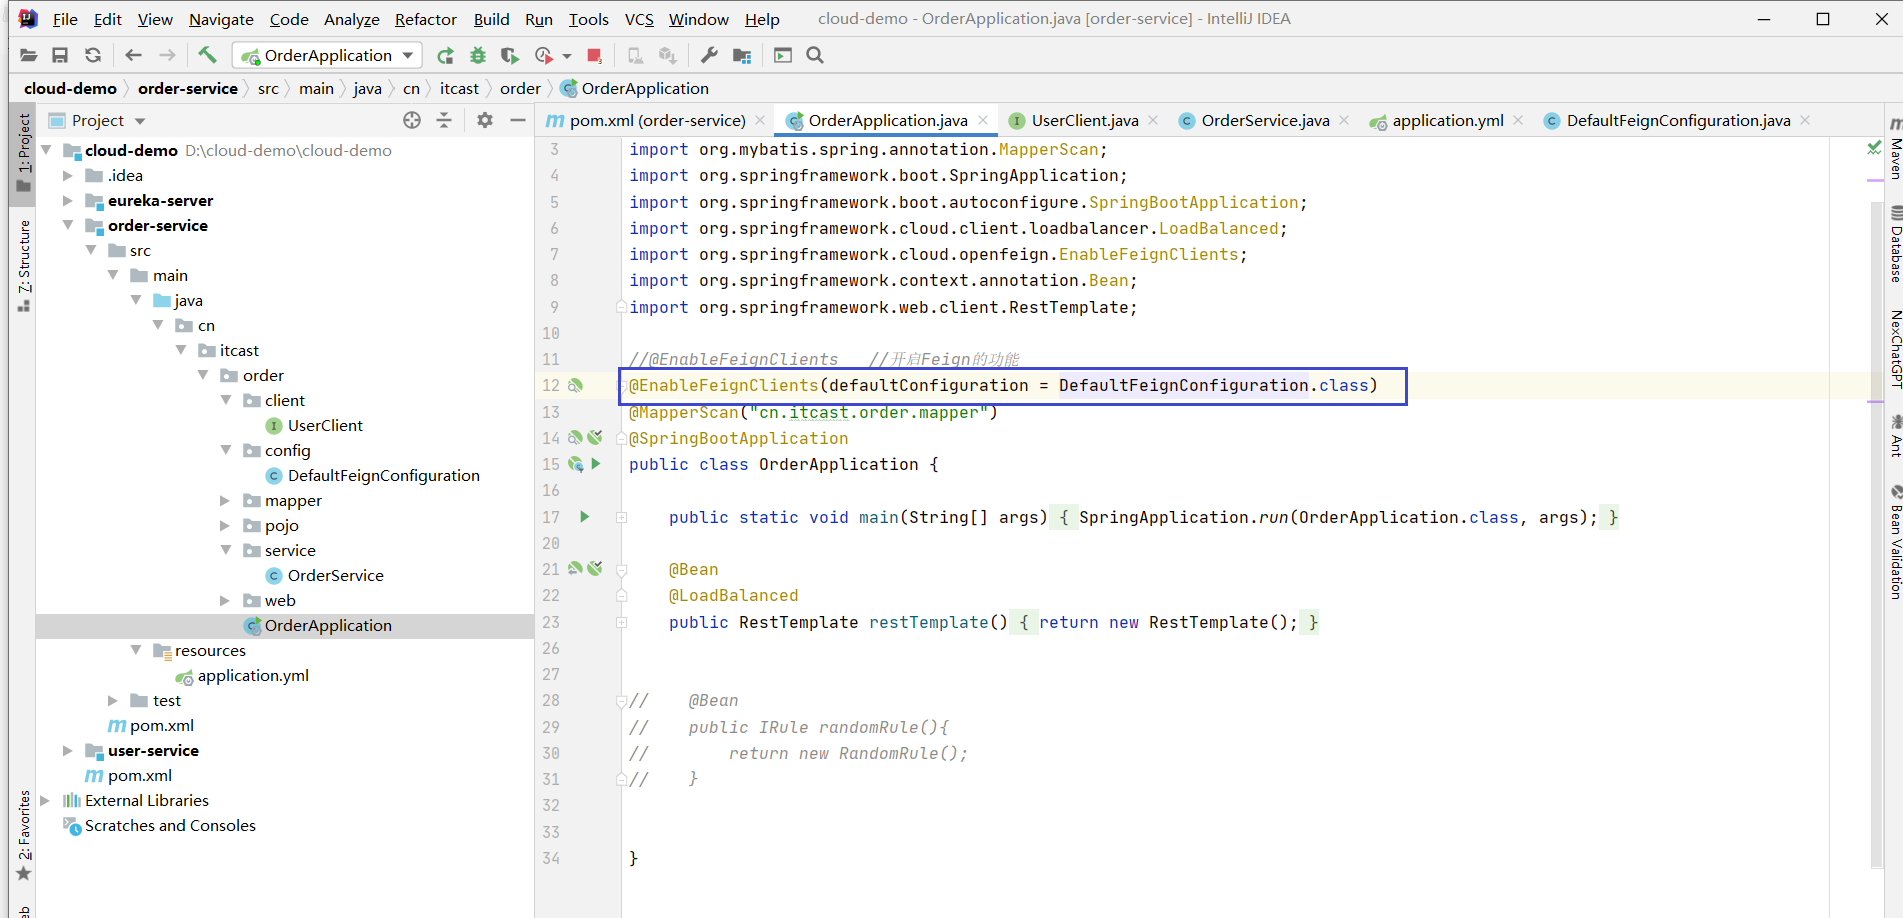 File Edit View Navigate Code Analyze Refactor Build Run Tools VCS Window Help cloud-demo - OrderApplication.java [order-service] - IntelliJ IDEA
OrderApplication
cloud-demo order-service src main java cn itcast order OrderApplication
1: Project
7: Structure
2: Favorites
eb
Project
cloud-demo D:\cloud-demo\cloud-demo
.idea
eureka-server
order-service
src
main
java
cn
itcast
order
client
UserClient
config
DefaultFeignConfiguration
mapper
pojo
service
OrderService
web
OrderApplication
resources
application.yml
test
pom.xml
user-service
pom.xml
External Libraries
Scratches and Consoles
pom.xml (order-service) OrderApplication.java UserClient.java OrderService.java application.yml DefaultFeignConfiguration.java
3 import org.mybatis.spring.annotation.MapperScan;
4 import org.springframework.boot.SpringApplication;
5 import org.springframework.boot.autoconfigure.SpringBootApplication;
6 import org.springframework.cloud.client.loadbalancer.LoadBalanced;
7 import org.springframework.cloud.openfeign.EnableFeignClients;
8 import org.springframework.context.annotation.Bean;
9 import org.springframework.web.client.RestTemplate;
10
11 //@EnableFeignClients //开启Feign的功能
12 @EnableFeignClients(defaultConfiguration = DefaultFeignConfiguration.class)
13 @MapperScan("cn.itcast.order.mapper")
14 @SpringBootApplication
15 public class OrderApplication {
16
17 public static void main(String[] args) { SpringApplication.run(OrderApplication.class, args); }
20
21 @Bean
22 @LoadBalanced
23 public RestTemplate restTemplate() { return new RestTemplate(); }
26
27
28 // @Bean
29 // public IRule randomRule(){
30 // return new RandomRule();
31 // }
32
33
34 }
Maven
Database
NexChatGPT
Ant
Bean Validation